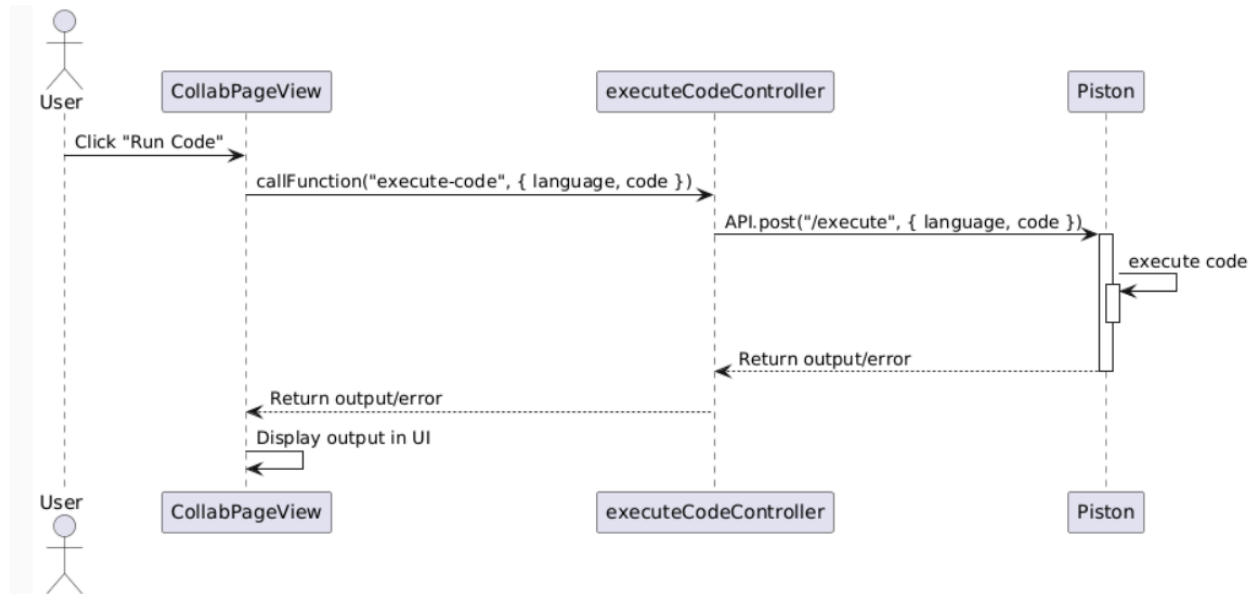 User
CollabPageView
executeCodeController
Piston
Click "Run Code"
callFunction("execute-code", { language, code })
API.post("/execute", { language, code })
execute code
Return output/error
Return output/error
Display output in UI
User
CollabPageView
executeCodeController
Piston